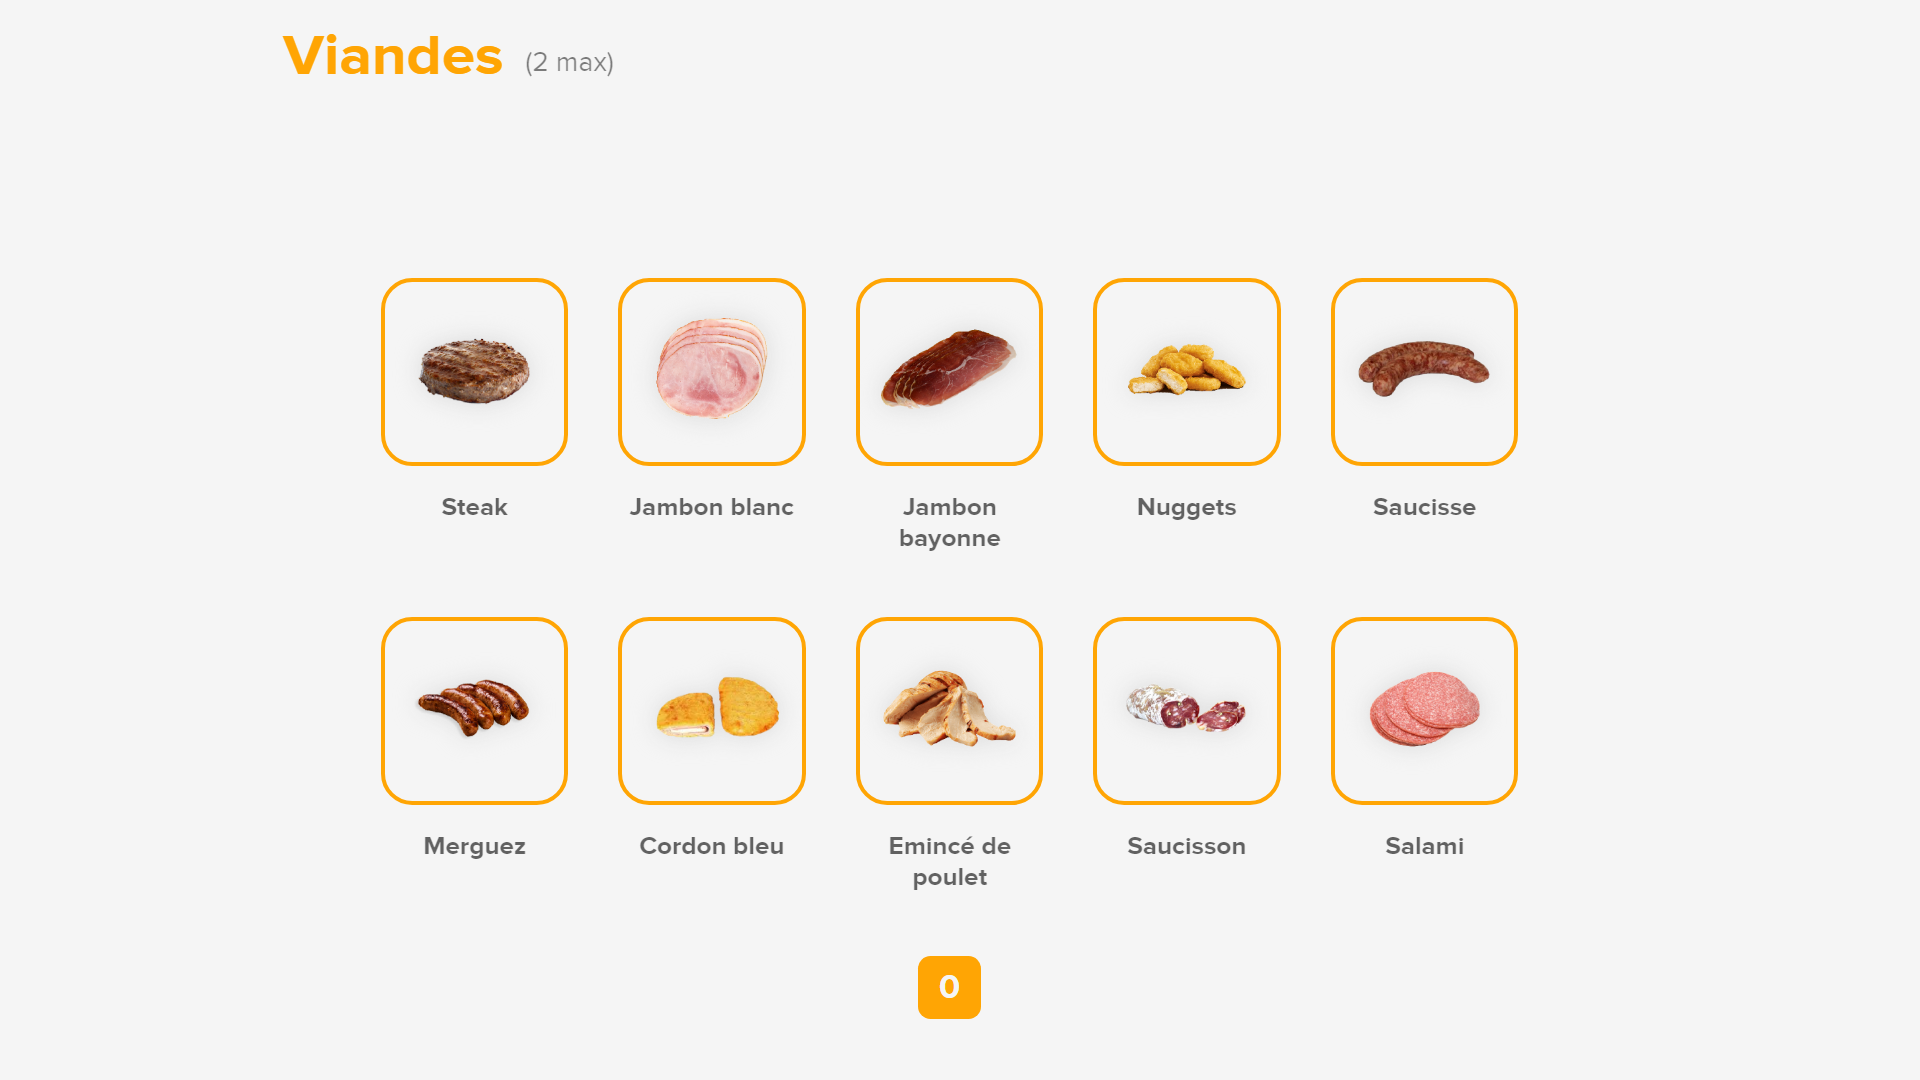 Viandes (2 max)
Steak
Jambon blanc
Jambon
bayonne
Nuggets
Saucisse
Merguez
Cordon bleu
Emincé de
poulet
Saucisson
Salami
0